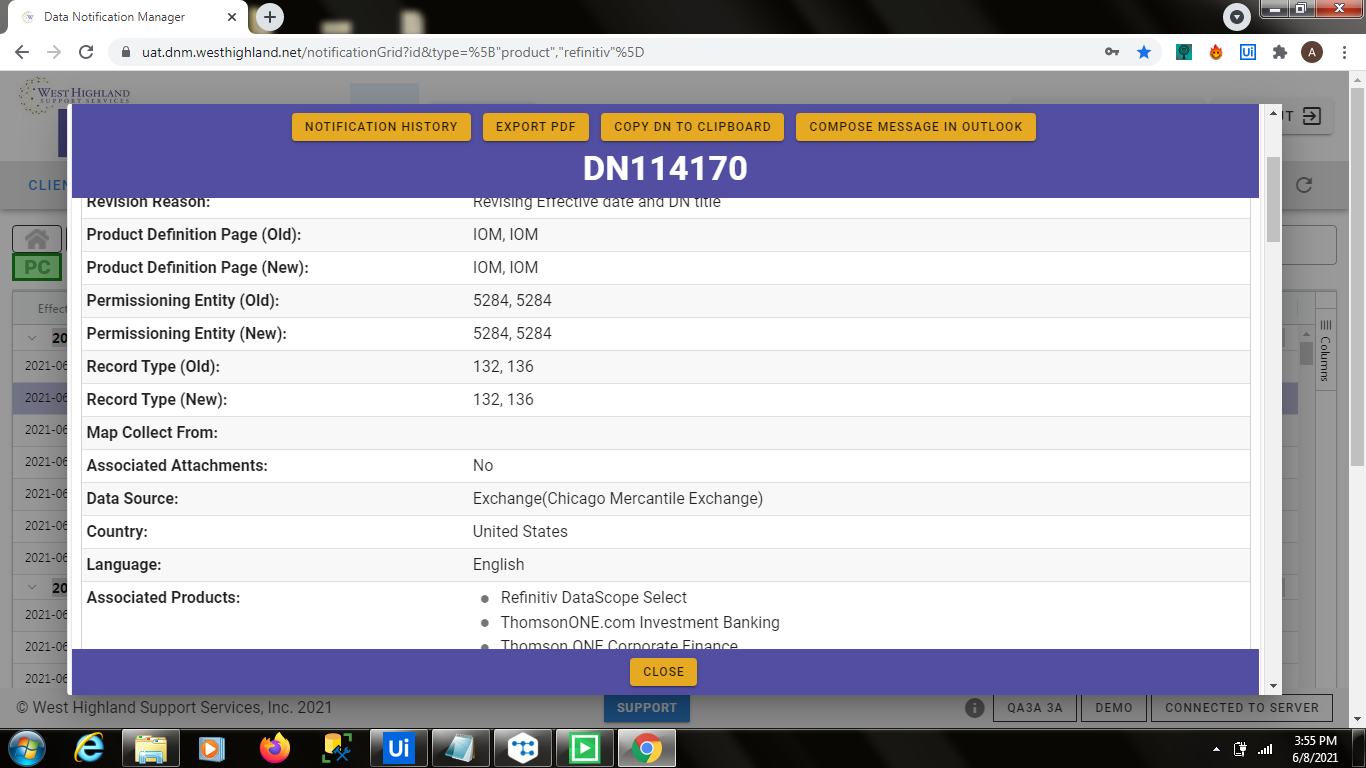 Data Notification Manager
uat.dnm.westhighland.net/notificationGrid?id&type=%5B"product","refinitiv"%5D
Ui
A
WEST HIGHLAND
SUPPORT SERVICES
NOTIFICATION HISTORY EXPORT PDF COPY DN TO CLIPBOARD COMPOSE MESSAGE IN OUTLOOK
DN114170
CLIEN
PC
Effect
20
2021-06
2021-06
2021-06
2021-06
2021-06
2021-06
2021-06
20
2021-06
2021-06
2021-06
Columns
Revision Reason: Revising Effective date and DN title
Product Definition Page (Old): IOM, IOM
Product Definition Page (New): IOM, IOM
Permissioning Entity (Old): 5284, 5284
Permissioning Entity (New): 5284, 5284
Record Type (Old): 132, 136
Record Type (New): 132, 136
Map Collect From:
Associated Attachments: No
Data Source: Exchange(Chicago Mercantile Exchange)
Country: United States
Language: English
Associated Products: Refinitiv DataScope Select
ThomsonONE.com Investment Banking
Thomson ONE Corporate Finance
CLOSE
© West Highland Support Services, Inc. 2021 SUPPORT QA3A 3A DEMO CONNECTED TO SERVER
Ui
3:55 PM
6/8/2021